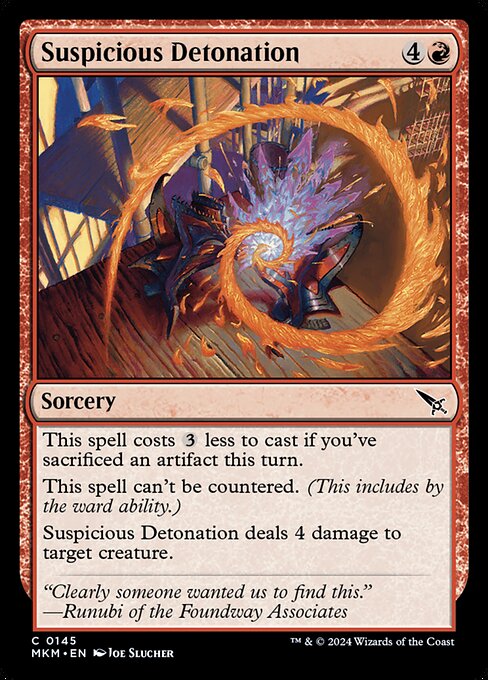 Suspicious Detonation 4
Sorcery
This spell costs 3 less to cast if you've
sacrificed an artifact this turn.
This spell can't be countered. (This includes by
the ward ability.)
Suspicious Detonation deals 4 damage to
target creature.
“Clearly someone wanted us to find this.”
—Runubi of the Foundway Associates
C 0145
MKM • EN Joe Slucher
™ & © 2024 Wizards of the Coast